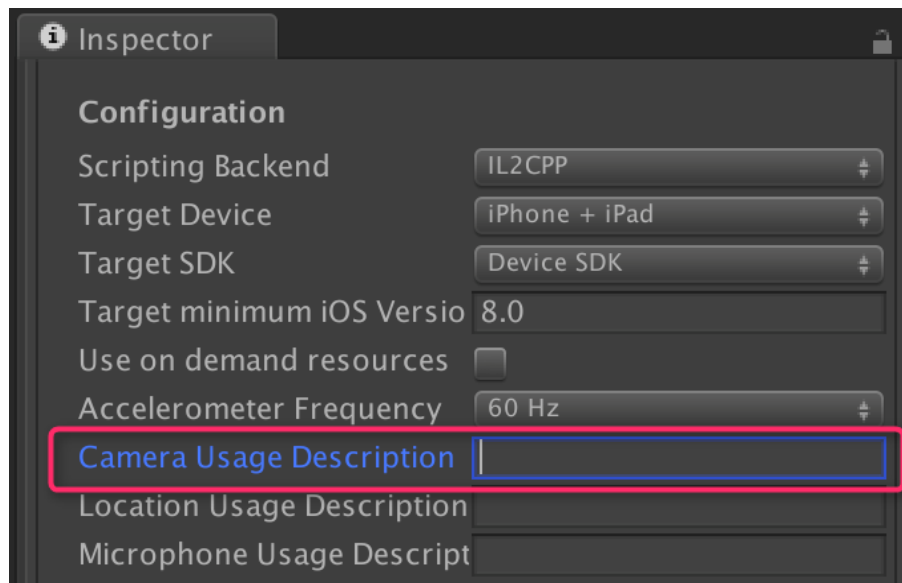 Inspector
Configuration
Scripting Backend IL2CPP
Target Device iPhone + iPad
Target SDK Device SDK
Target minimum iOS Versio 8.0
Use on demand resources
Accelerometer Frequency 60 Hz
Camera Usage Description
Location Usage Description
Microphone Usage Descript